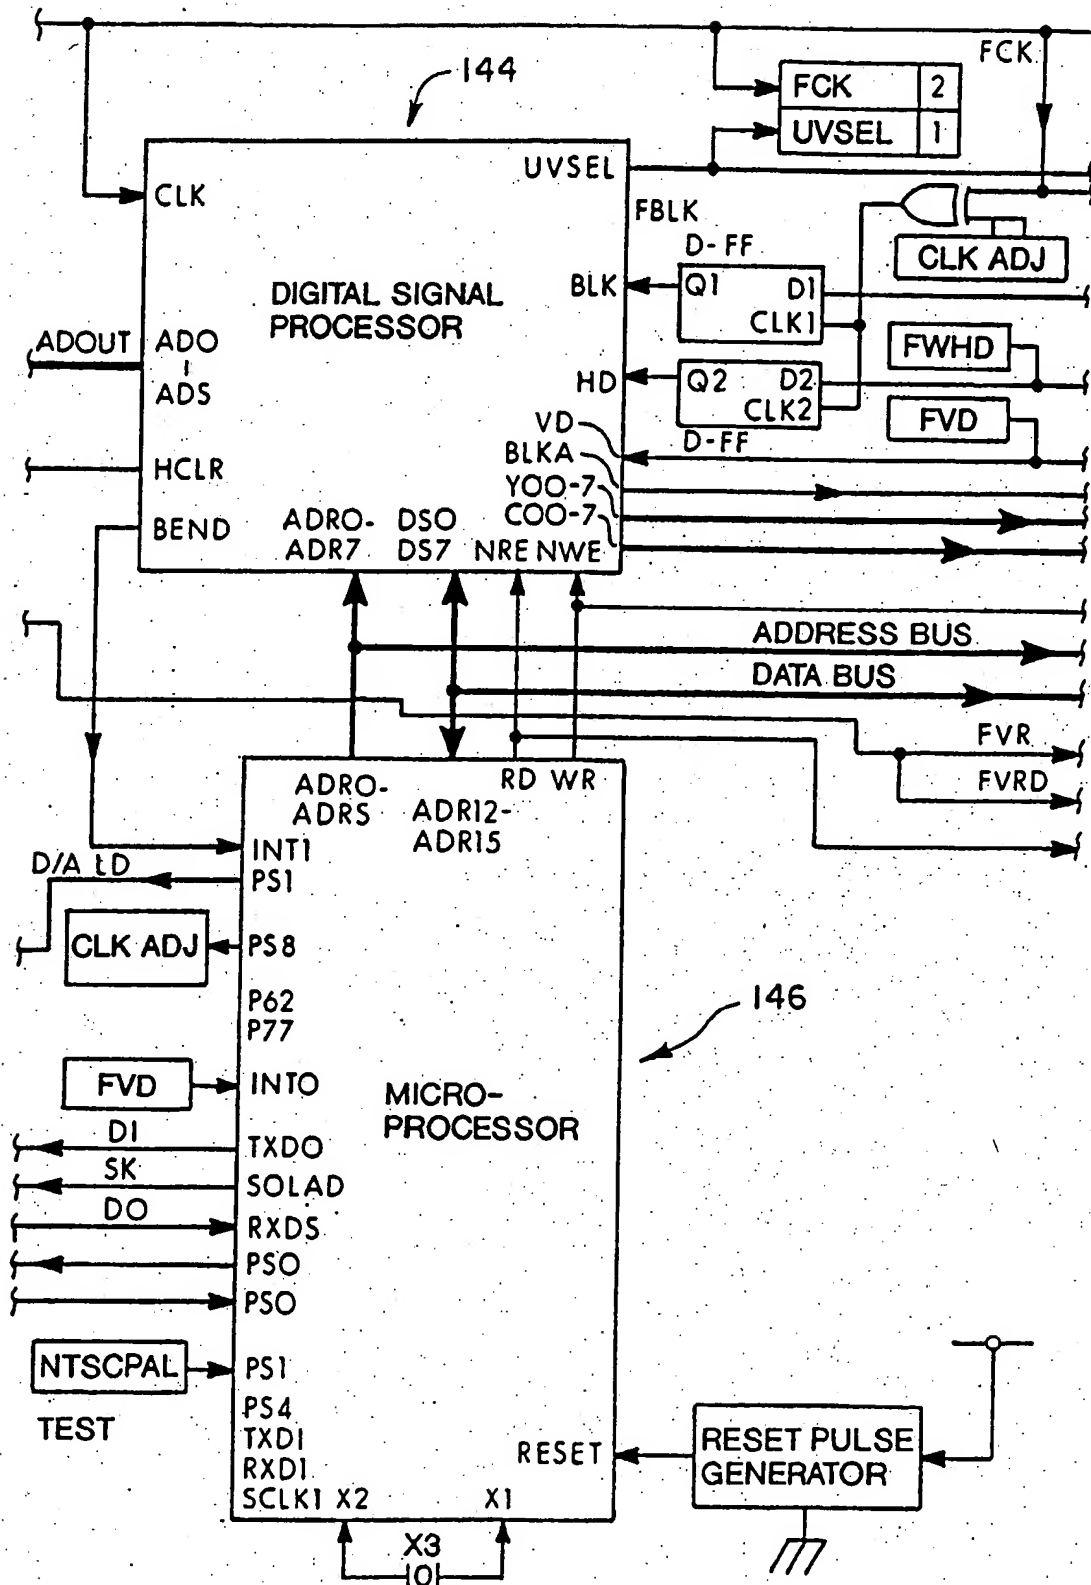 FCK
144
FCK 2
UVSEL 1
UVSEL
CLK
FBLK
D-FF
CLK ADJ
DIGITAL SIGNAL
PROCESSOR
BLK
Q1 D1
CLK1
ADOUT
ADO
ADS
FWHD
HD
Q2 D2
CLK2
FVD
VD
D-FF
BLKA
HCLR
YOO-7
COO-7
BEND
ADRO-
ADR7
DSO
DS7
NRE NWE
ADDRESS BUS
DATA BUS
FVR
FVRD
ADRO-
ADRS
ADR12-
ADR15
RD WR
INT1
D/A LD
PS1
CLK ADJ
PS8
P62
P77
146
FVD
INTO
MICRO-
PROCESSOR
DI
TXDO
SK
SOLAD
DO
RXDS
PSO
PSO
NTSCPAL
PS1
TEST
PS4
TXDI
RXDI
SCLK1 X2
X1
RESET
RESET PULSE
GENERATOR
X3